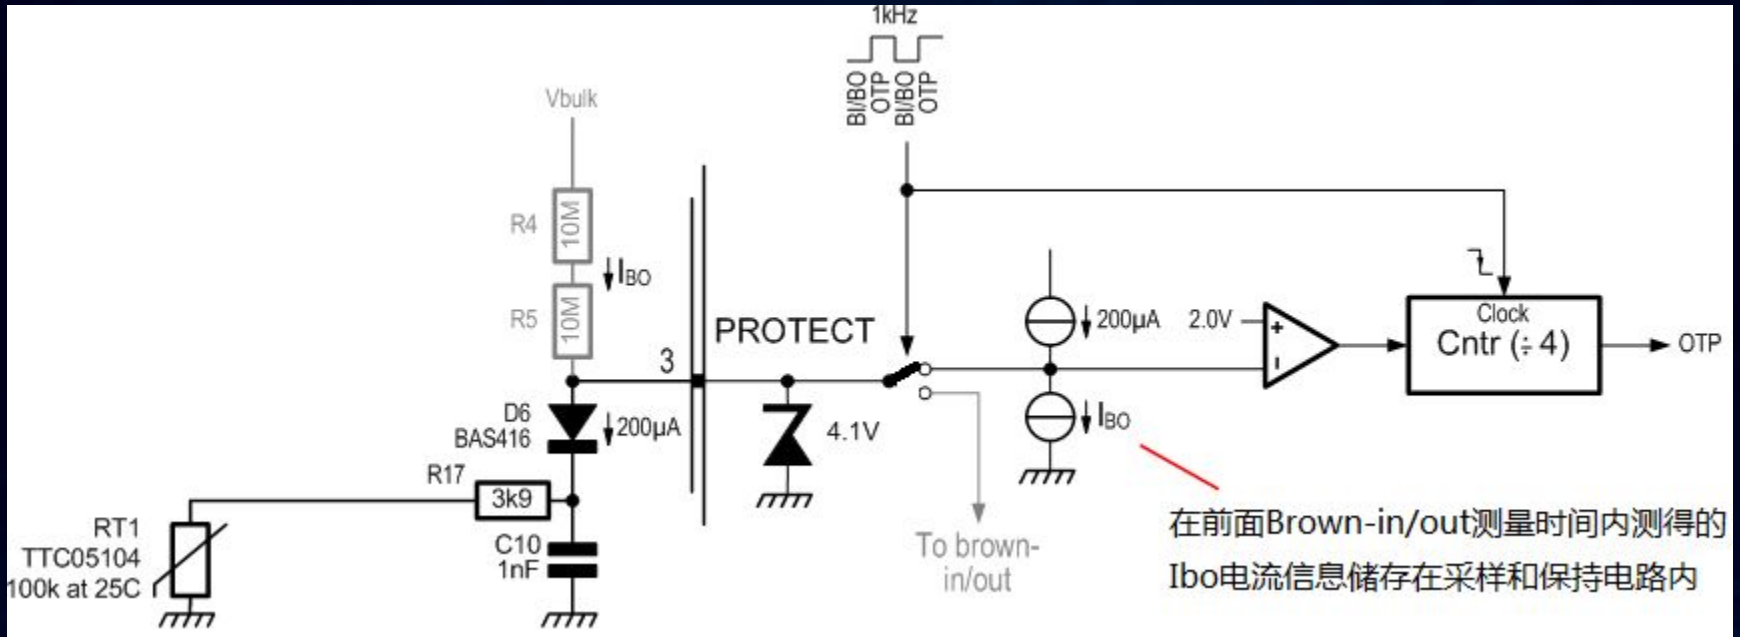 1kHz
BI/BO
OTP
BI/BO
OTP
Vbulk
R4
10M
IBO
R5
10M
3
PROTECT
200µA
2.0V
+
-
Clock
Cntr (÷ 4)
OTP
D6
BAS416
200µA
4.1V
IBO
R17
3k9
RT1
TTC05104
100k at 25C
C10
1nF
To brown-
in/out
在前面Brown-in/out测量时间内测得的
Ibo电流信息储存在采样和保持电路内